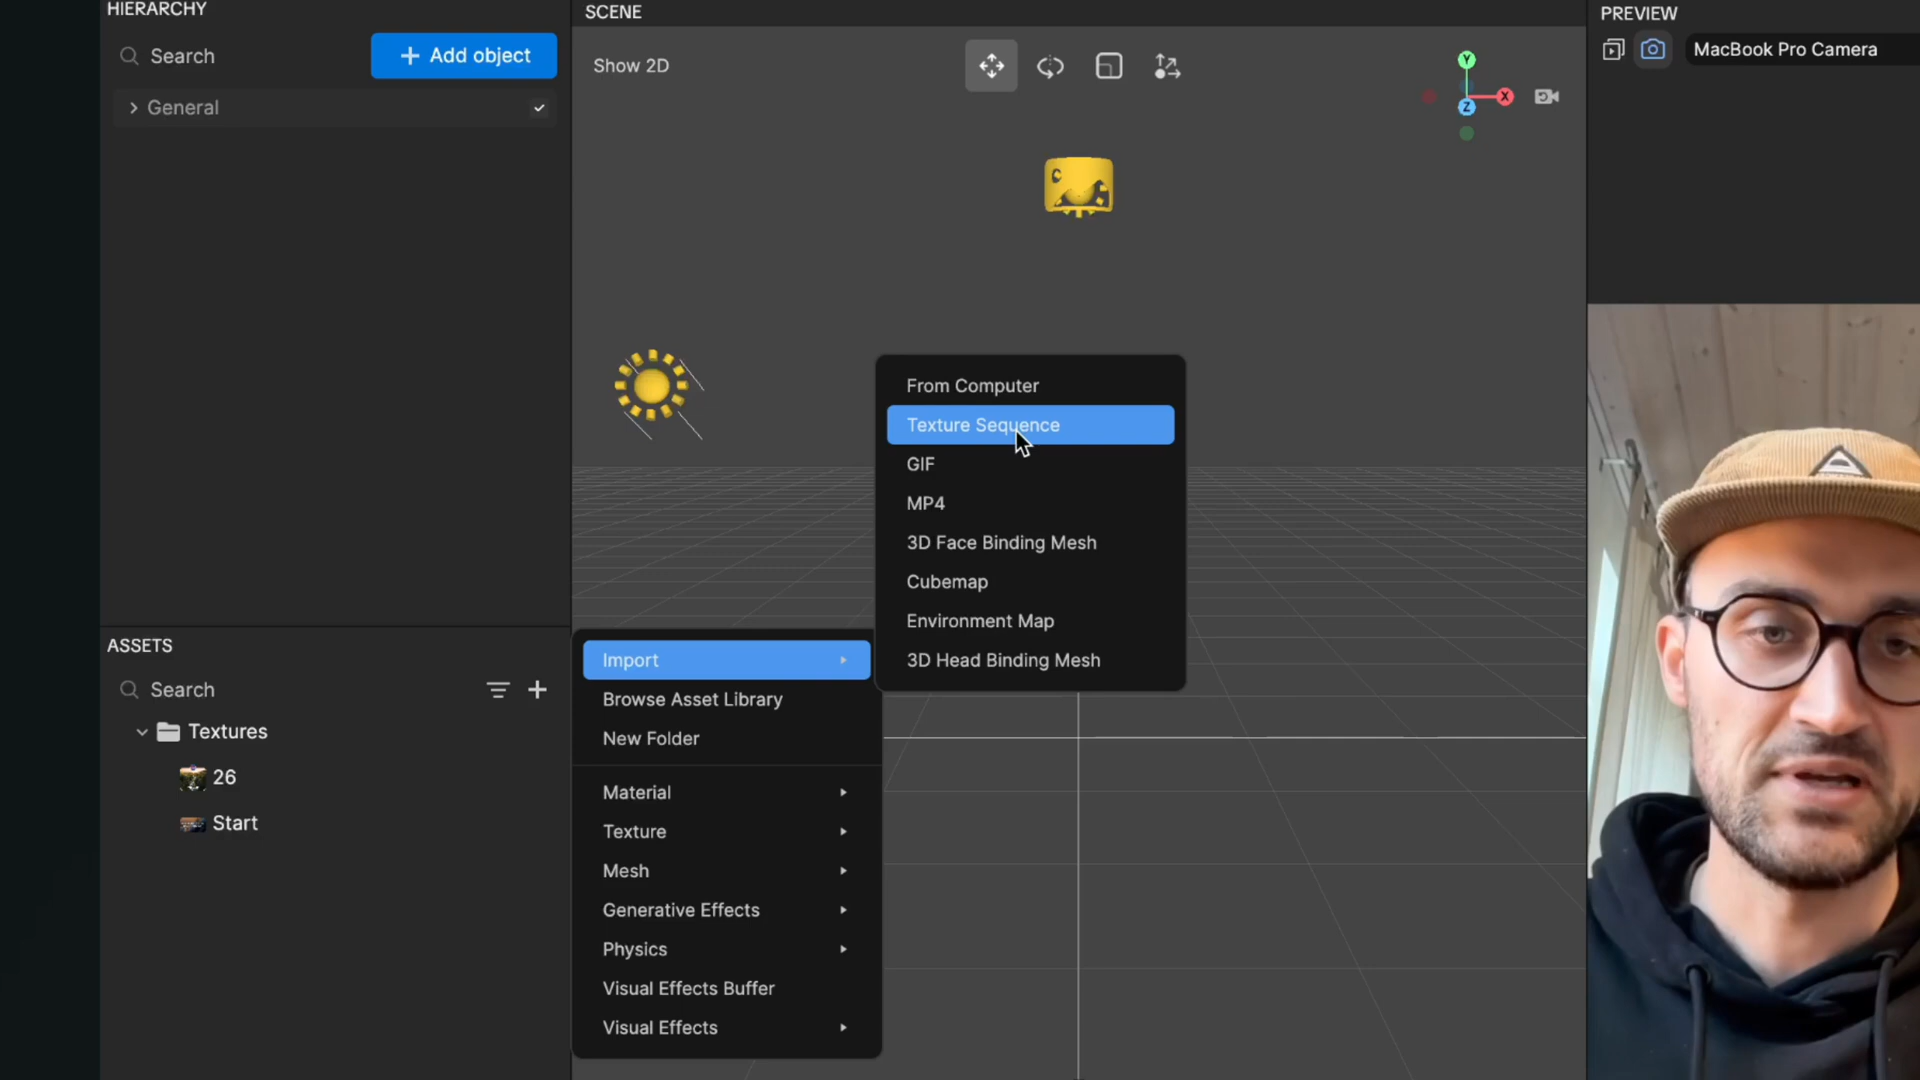 HIERARCHY
Search
Add object
General
SCENE
Show 2D
Y
X
Z
PREVIEW
MacBook Pro Camera
From Computer
Texture Sequence
GIF
MP4
3D Face Binding Mesh
Cubemap
Environment Map
3D Head Binding Mesh
ASSETS
Search
Textures
26
Start
Import
Browse Asset Library
New Folder
Material
Texture
Mesh
Generative Effects
Physics
Visual Effects Buffer
Visual Effects